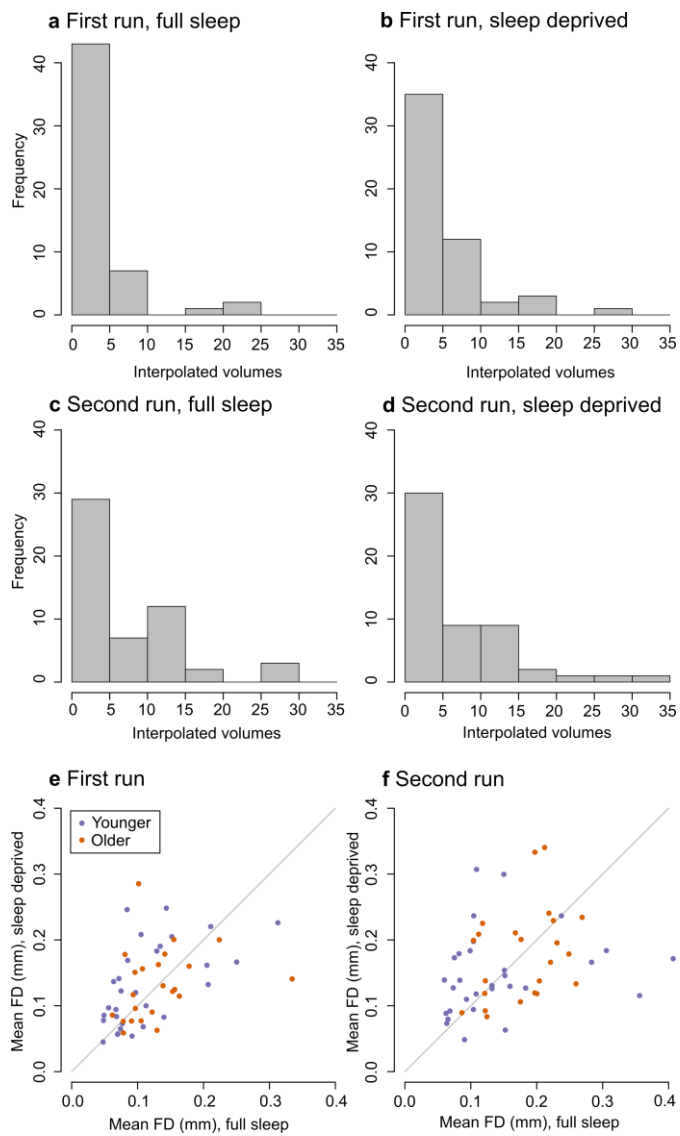 a First run, full sleep
b First run, sleep deprived
Frequency
0
10
20
30
40
0 5 10 15 20 25 30 35
Interpolated volumes
0
10
20
30
40
0 5 10 15 20 25 30 35
Interpolated volumes
c Second run, full sleep
d Second run, sleep deprived
Frequency
0
10
20
30
40
0 5 10 15 20 25 30 35
Interpolated volumes
0
10
20
30
40
0 5 10 15 20 25 30 35
Interpolated volumes
e First run
f Second run
Younger
Older
Mean FD (mm), sleep deprived
0.0
0.1
0.2
0.3
0.4
0.0 0.1 0.2 0.3 0.4
Mean FD (mm), full sleep
Mean FD (mm), sleep deprived
0.0
0.1
0.2
0.3
0.4
0.0 0.1 0.2 0.3 0.4
Mean FD (mm), full sleep